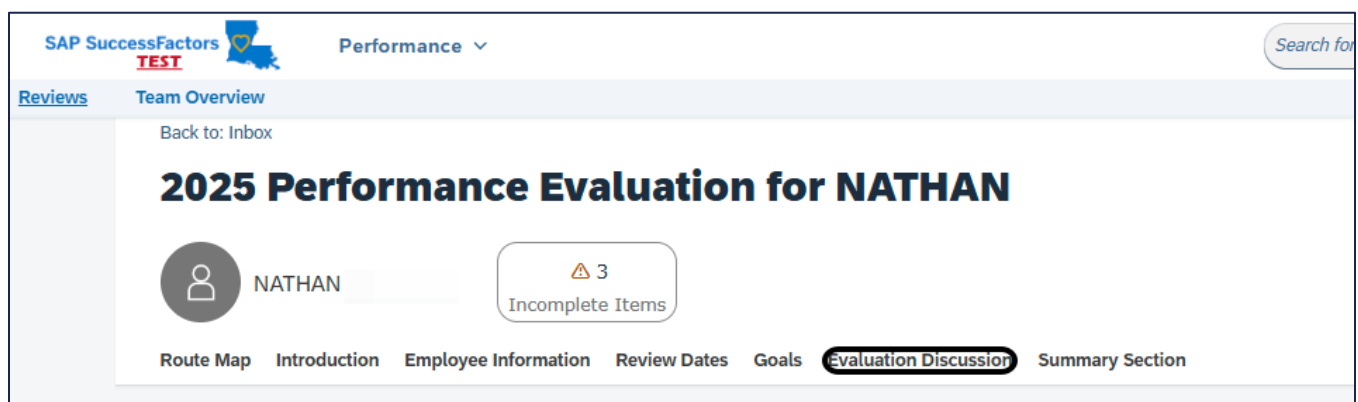 SAP SuccessFactors
TEST
Performance
Search for
Reviews Team Overview
Back to: Inbox
2025 Performance Evaluation for NATHAN
NATHAN
3
Incomplete Items
Route Map Introduction Employee Information Review Dates Goals Evaluation Discussion Summary Section